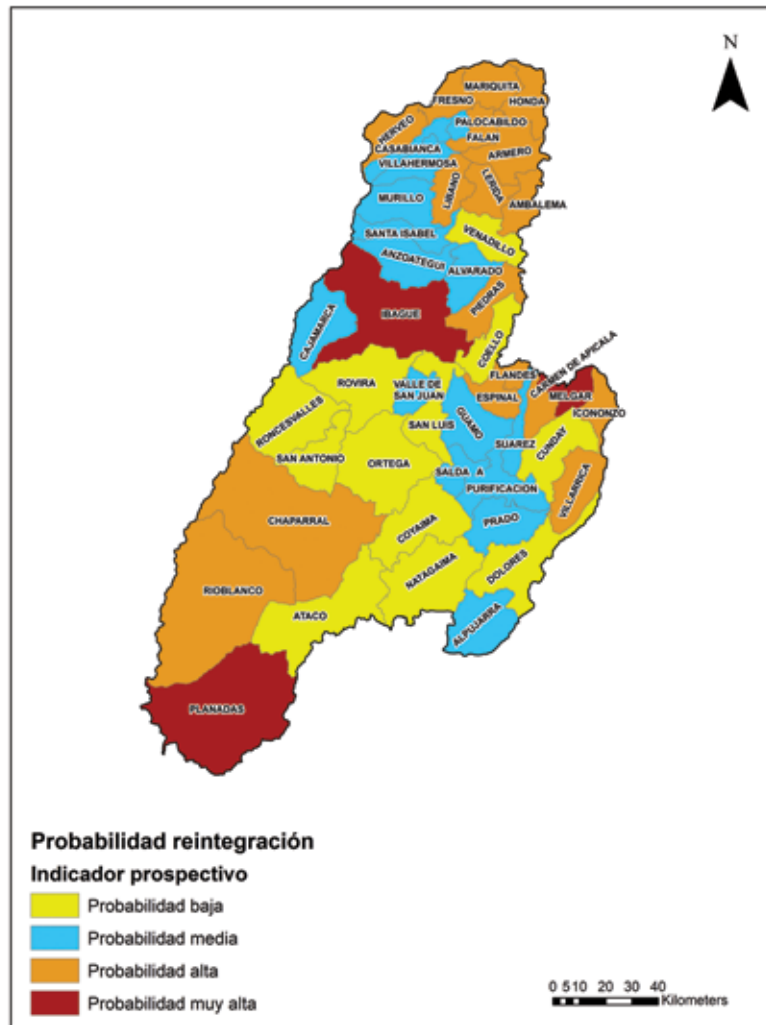 N
MARIQUITA
FRESNO
HONDA
HERVEO
PALOCABILDO
FALAN
CASABIANCA
ARMERO
VILLAHERMOSA
LIBANO
LERIDA
MURILLO
AMBALEMA
SANTA ISABEL
VENADILLO
ANZOATEGUI
ALVARADO
PIEDRAS
IBAGUE
CAJAMARCA
COELLO
CARMEN DE APICALA
FLANDES
MELGAR
ROVIRA
VALLE DE
SAN JUAN
ESPINAL
ICONONZO
RONCESVALLES
GUAMO
SAN LUIS
SUAREZ
CUNDAY
SAN ANTONIO
ORTEGA
SALDA A
PURIFICACION
VILLARRICA
CHAPARRAL
COYAIMA
PRADO
NATAGAIMA
DOLORES
RIOBLANCO
ATACO
ALPUJARRA
PLANADAS
Probabilidad reintegración
Indicador prospectivo
Probabilidad baja
Probabilidad media
Probabilidad alta
Probabilidad muy alta
0 5 10 20 30 40
Kilometers